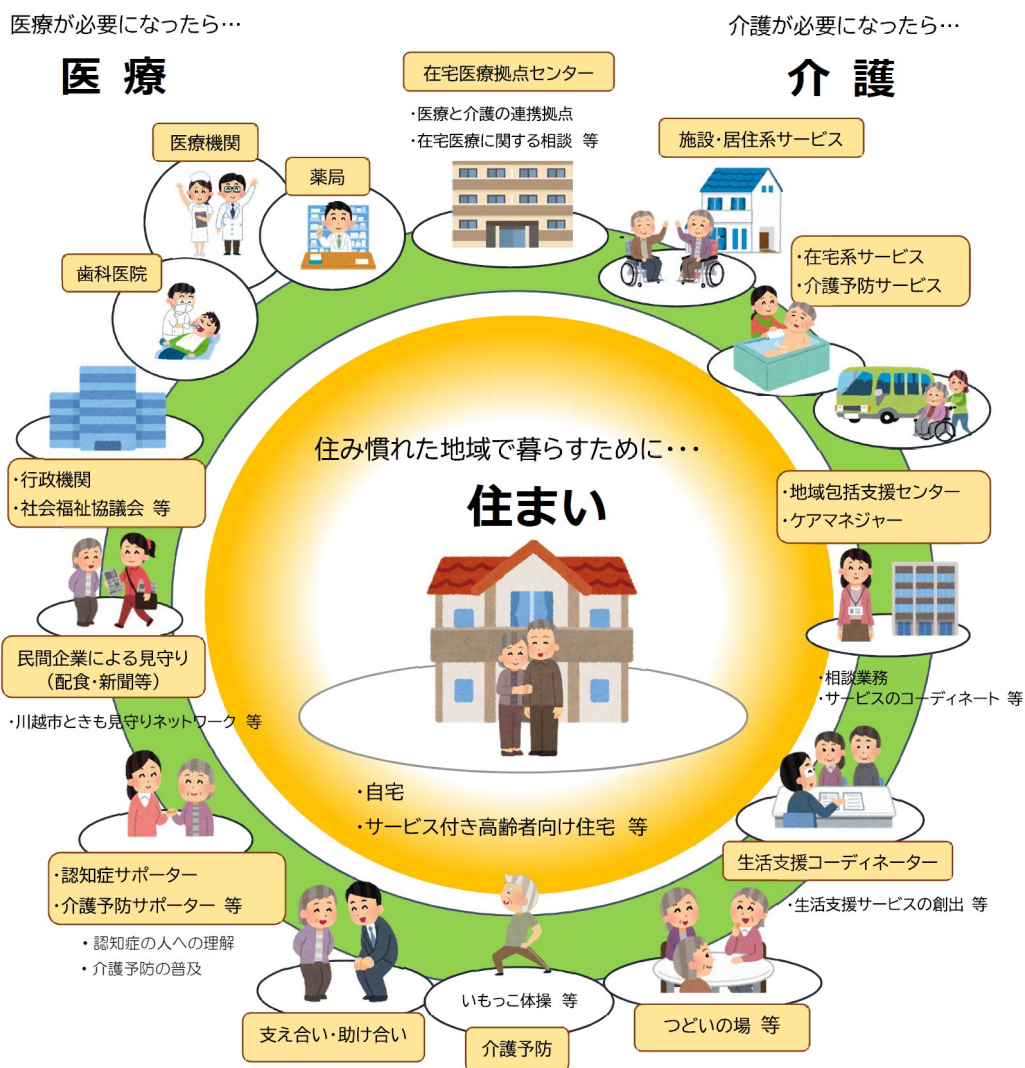 医療が必要になったら…
医 療
介護が必要になったら…
介 護
在宅医療拠点センター
・医療と介護の連携拠点
・在宅医療に関する相談 等
医療機関
薬局
歯科医院
施設・居住系サービス
・在宅系サービス
・介護予防サービス
・行政機関
・社会福祉協議会 等
住み慣れた地域で暮らすために・・・
住まい
・地域包括支援センター
・ケアマネジャー
・相談業務
・サービスのコーディネート 等
民間企業による見守り
（配食・新聞等）
・川越市ときも見守りネットワーク 等
・自宅
・サービス付き高齢者向け住宅 等
生活支援コーディネーター
・生活支援サービスの創出 等
・認知症サポーター
・介護予防サポーター 等
・認知症の人への理解
・介護予防の普及
支え合い・助け合い
いもっこ体操 等
介護予防
つどいの場 等